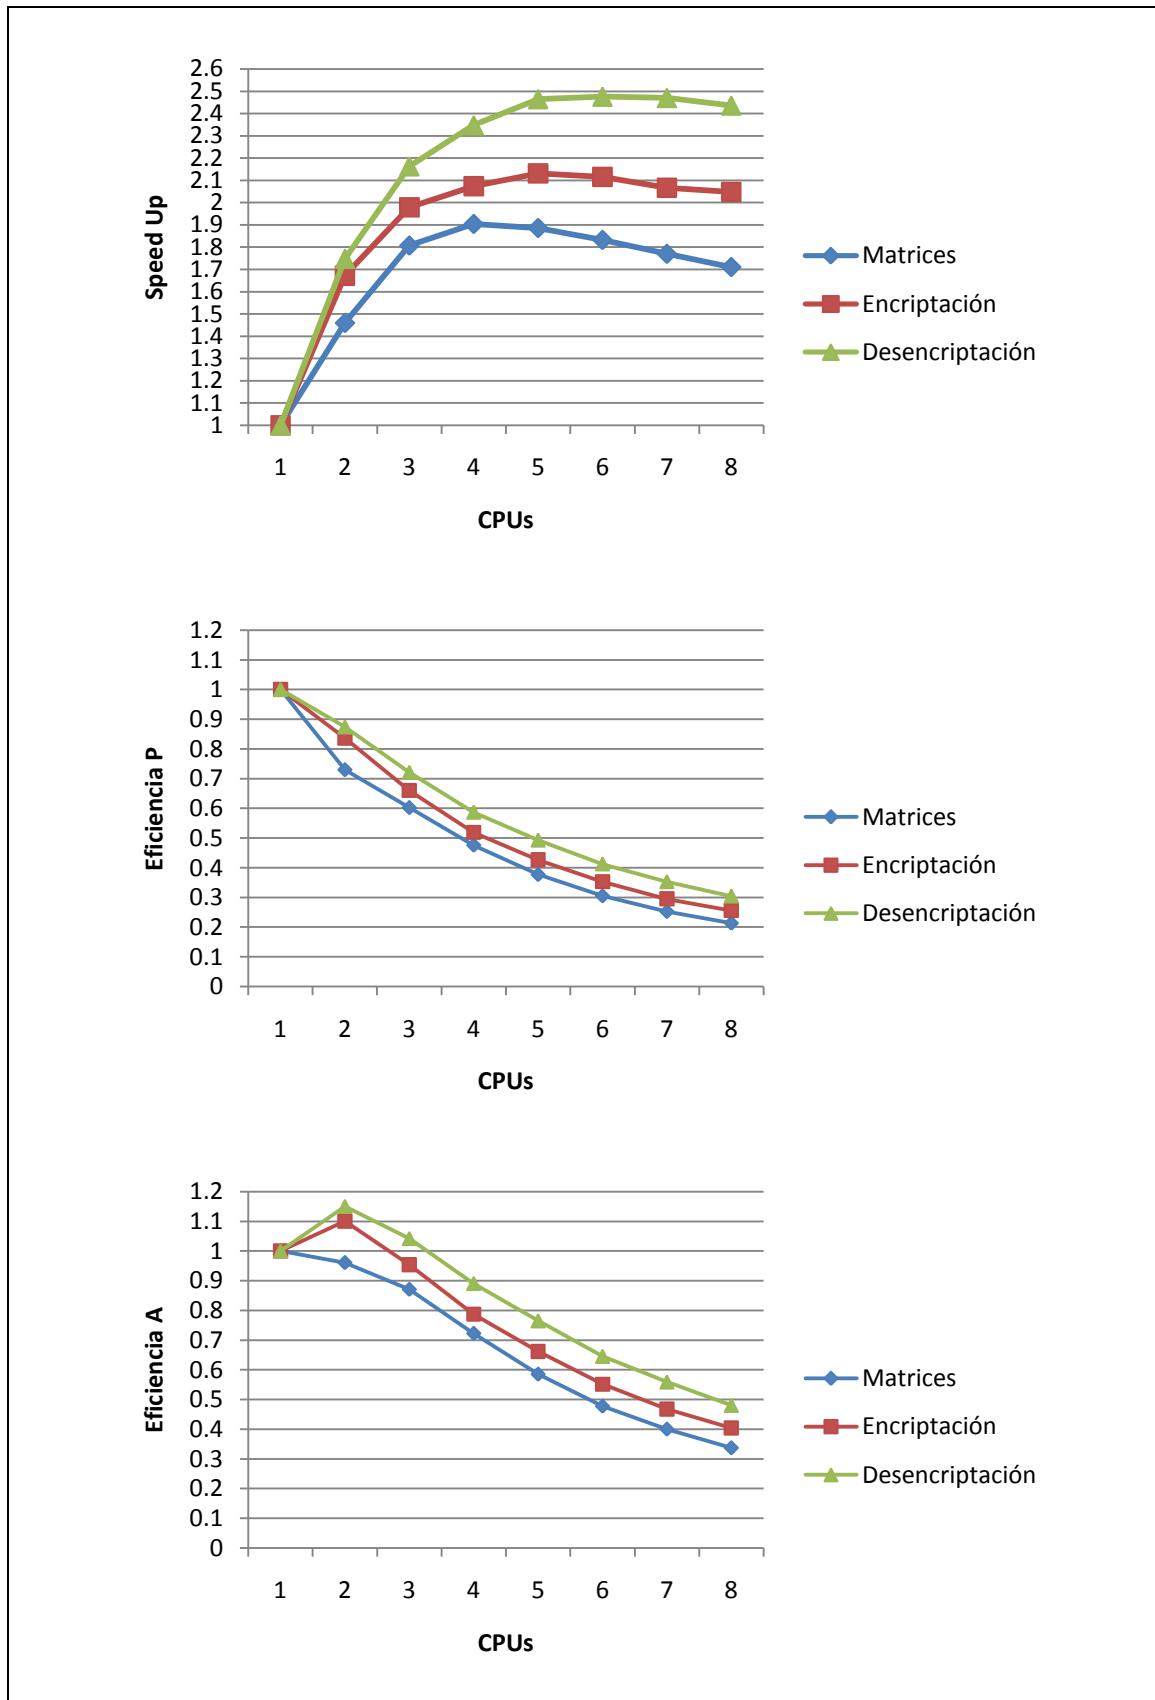 2.6
2.5
2.4
2.3
2.2
2.1
2
1.9
1.8
1.7
1.6
1.5
1.4
1.3
1.2
1.1
1
Speed Up
1 2 3 4 5 6 7 8
CPUs
Matrices
Encriptación
Desencriptación
1.2
1.1
1
0.9
0.8
0.7
0.6
0.5
0.4
0.3
0.2
0.1
0
Eficiencia P
1 2 3 4 5 6 7 8
CPUs
Matrices
Encriptación
Desencriptación
1.2
1.1
1
0.9
0.8
0.7
0.6
0.5
0.4
0.3
0.2
0.1
0
Eficiencia A
1 2 3 4 5 6 7 8
CPUs
Matrices
Encriptación
Desencriptación